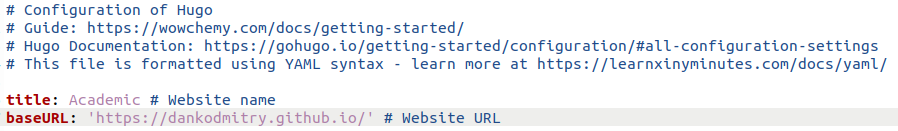 # Configuration of Hugo
# Guide: https://wowchemy.com/docs/getting-started/
# Hugo Documentation: https://gohugo.io/getting-started/configuration/#all-configuration-settings
# This file is formatted using YAML syntax - learn more at https://learnxinyminutes.com/docs/yaml/
title: Academic # Website name
baseURL: 'https://dankodmitry.github.io/' # Website URL